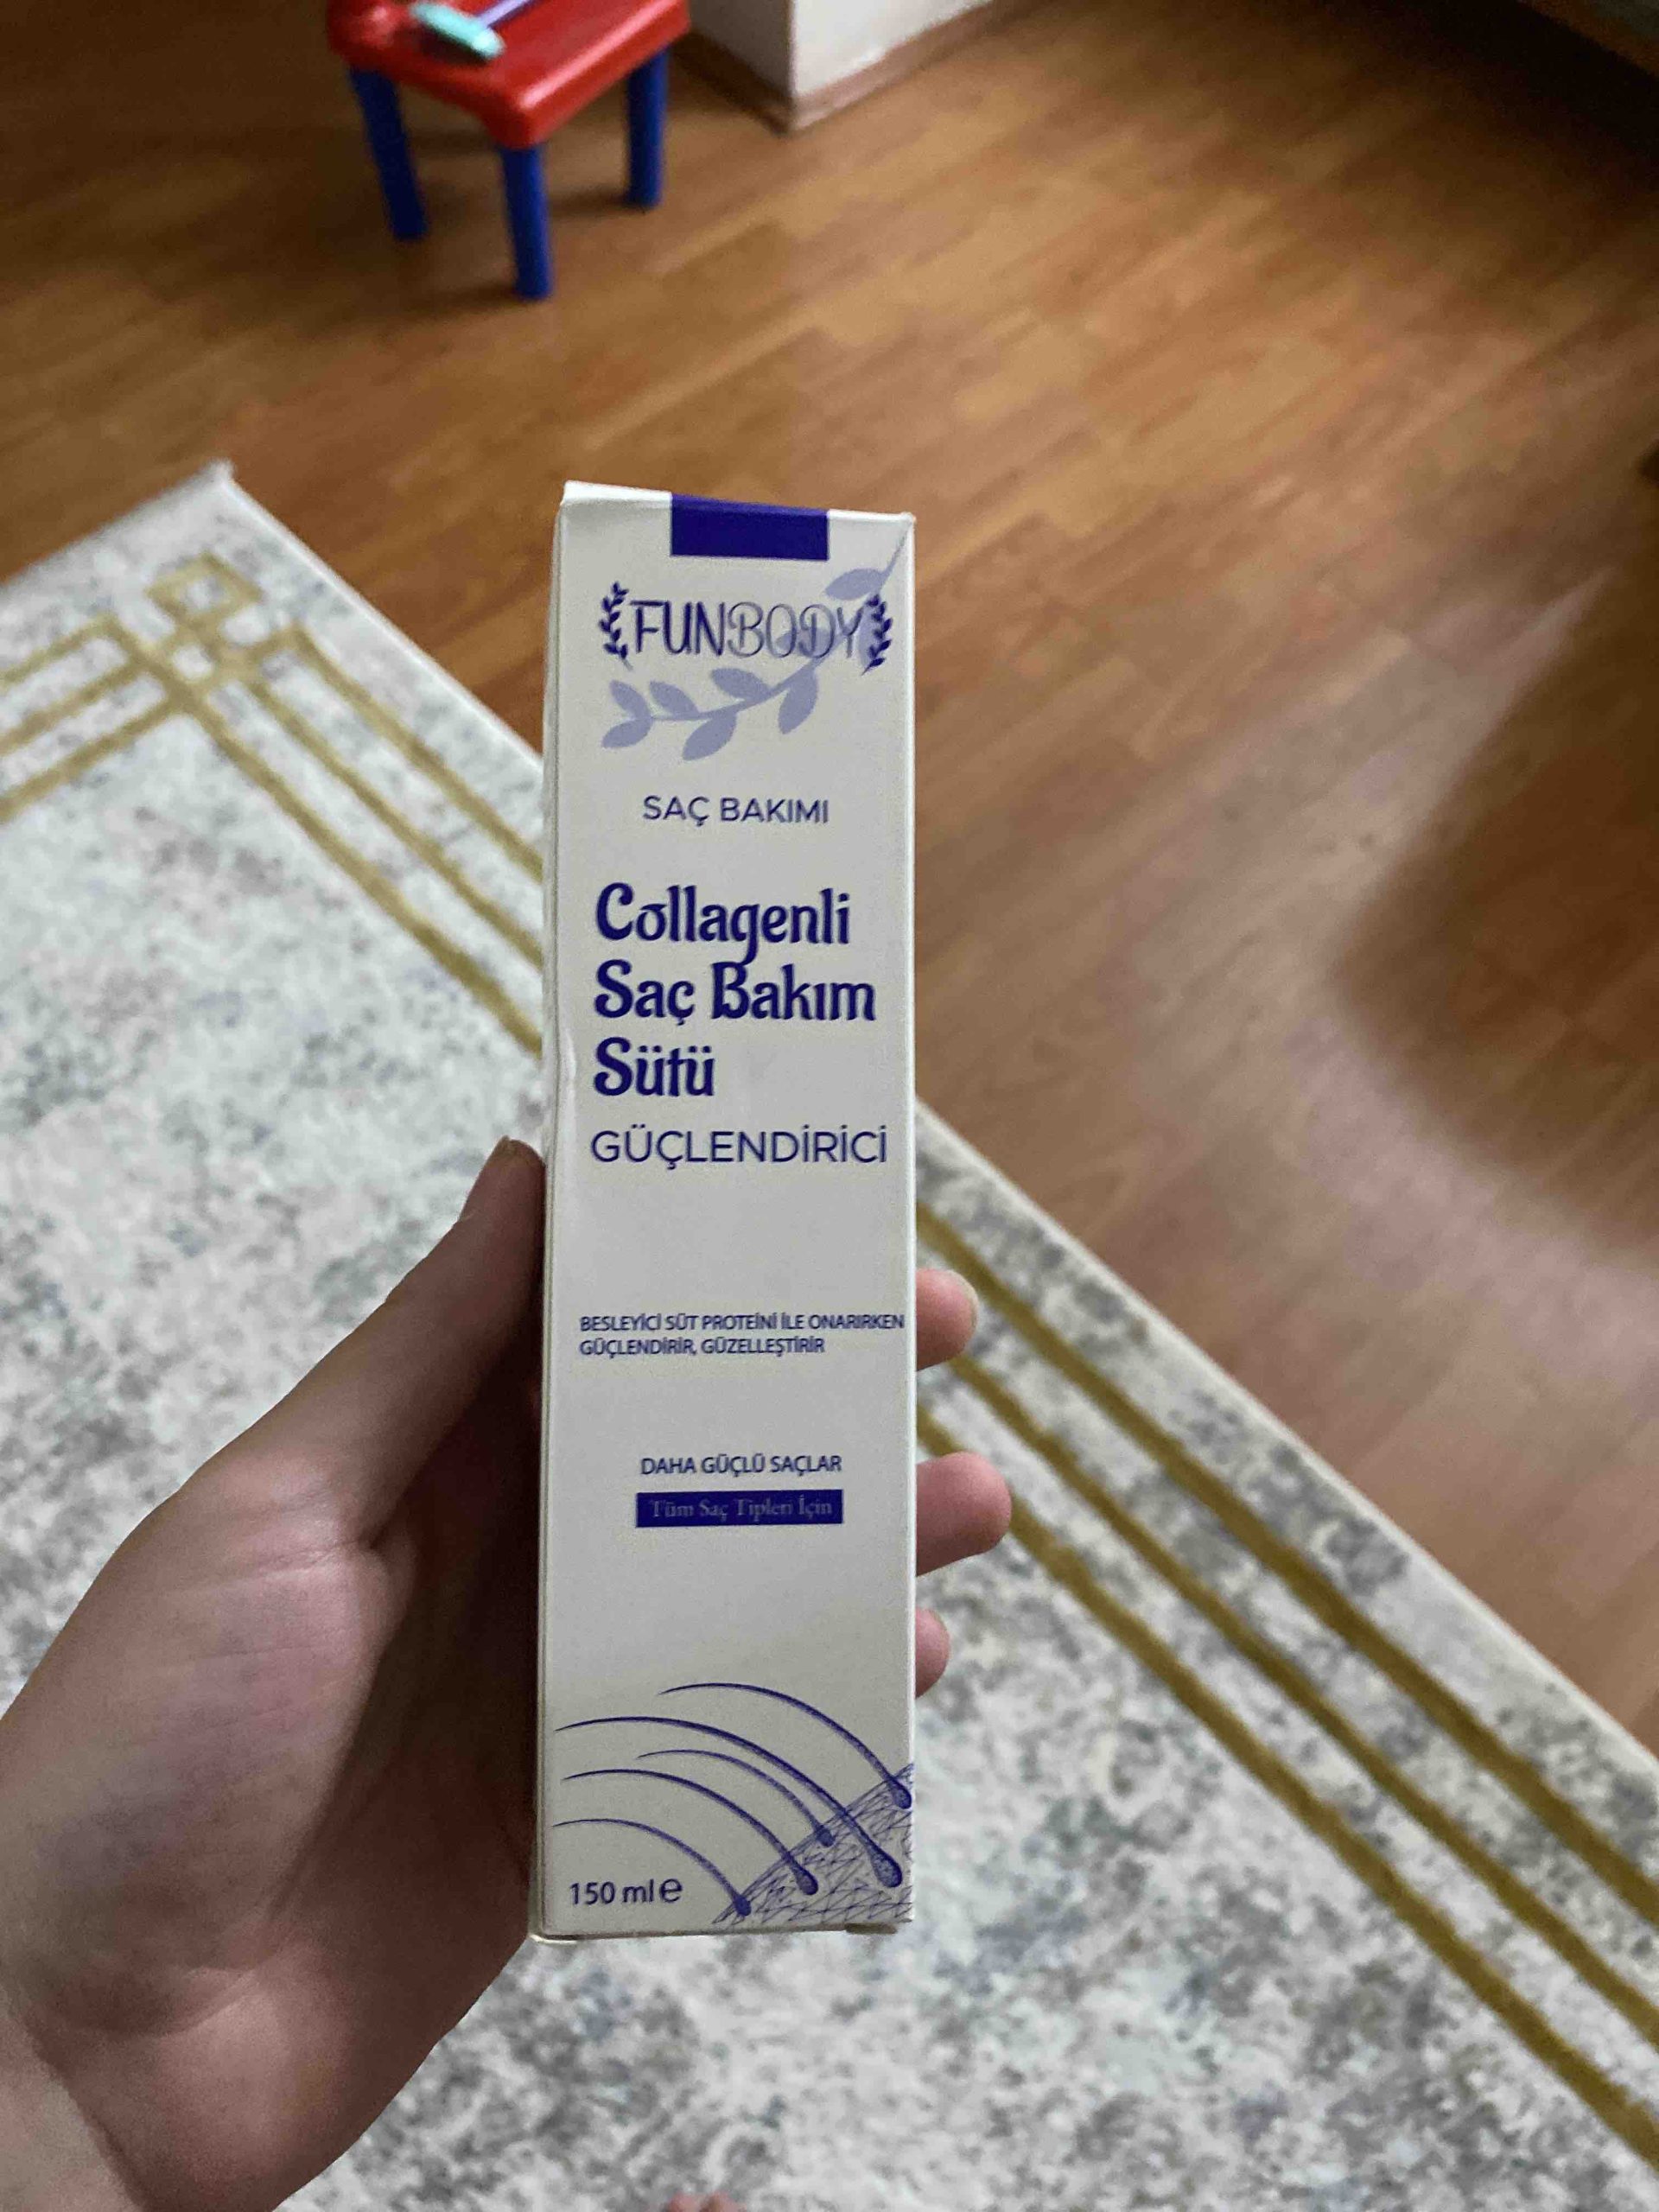 FUNBODY
SAÇ BAKIMI
Collagenli
Saç Bakım
Sütü
GÜÇLENDİRİCİ
BESLEYİCİ SÜT PROTEİNİ İLE ONARIRKEN
GÜÇLENDİRİR, GÜZELLEŞTİRİR
DAHA GÜÇLÜ SAÇLAR
Tüm Saç Tipleri İçin
150 ml e